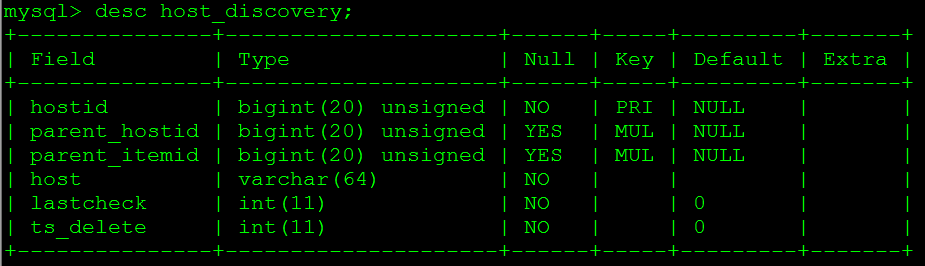 mysql> desc host_discovery;
+---------------+---------------------+------+-----+---------+-------+
| Field         | Type                | Null | Key | Default | Extra |
+---------------+---------------------+------+-----+---------+-------+
| hostid        | bigint(20) unsigned | NO   | PRI | NULL    |       |
| parent_hostid | bigint(20) unsigned | YES  | MUL | NULL    |       |
| parent_itemid | bigint(20) unsigned | YES  | MUL | NULL    |       |
| host          | varchar(64)         | NO   |     |         |       |
| lastcheck     | int(11)             | NO   |     | 0       |       |
| ts_delete     | int(11)             | NO   |     | 0       |       |
+---------------+---------------------+------+-----+---------+-------+